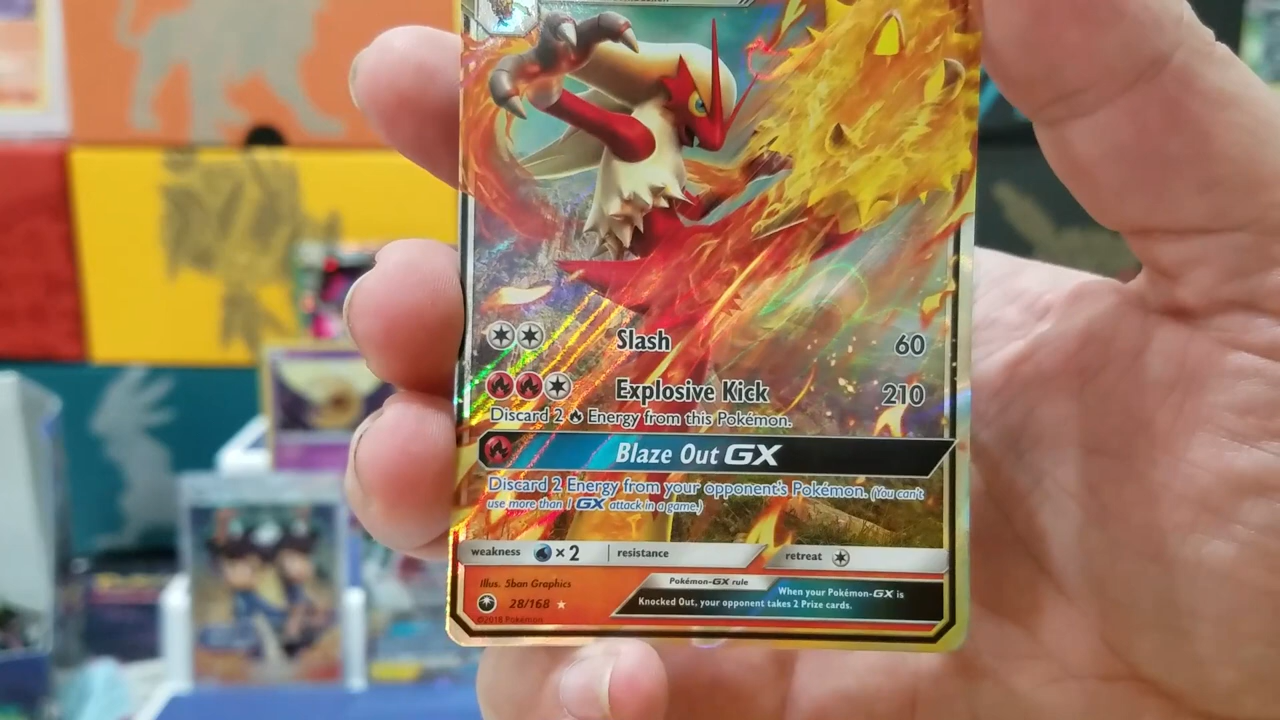 Slash 60
Explosive Kick 210
Discard 2 Energy from this Pokémon.
Blaze Out GX
Discard 2 Energy from your opponent's Pokémon. (You can't
use more than 1 GX attack in a game.)
weakness ×2 resistance retreat
Illus. 5ban Graphics
28/168
©2018 Pokémon
Pokémon-GX rule
When your Pokémon-GX is
Knocked Out, your opponent takes 2 Prize cards.